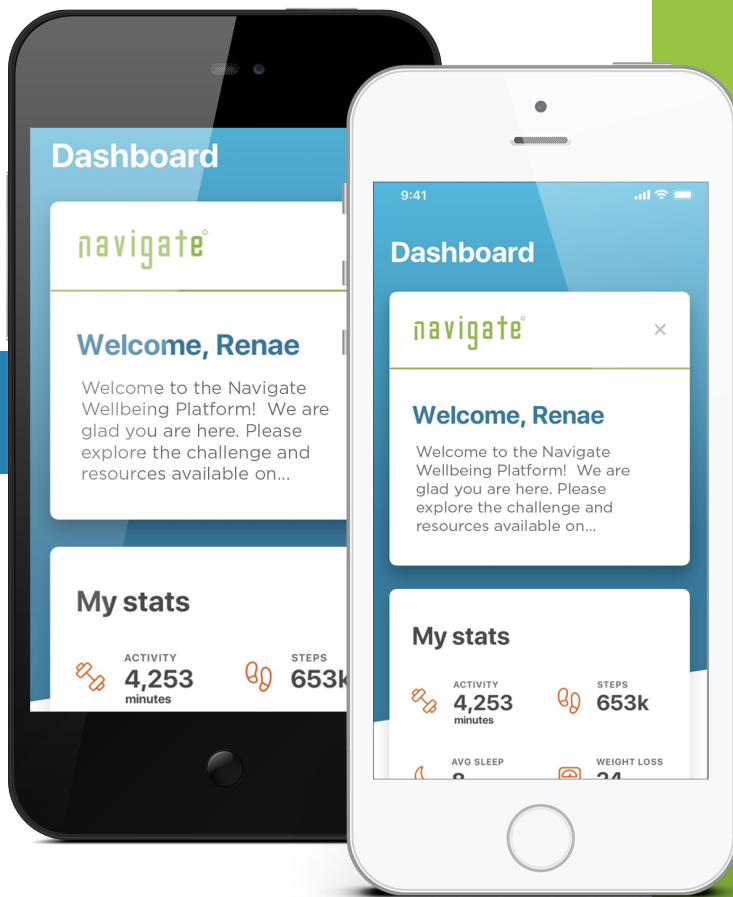 Dashboard
navigate
Welcome, Renae
Welcome to the Navigate
Wellbeing Platform!  We are
glad you are here. Please
explore the challenge and
resources available on...
My stats
ACTIVITY
4,253
minutes
STEPS
653k
9:41
Dashboard
navigate
Welcome, Renae
Welcome to the Navigate
Wellbeing Platform!  We are
glad you are here. Please
explore the challenge and
resources available on...
My stats
ACTIVITY
4,253
minutes
STEPS
653k
AVG SLEEP
WEIGHT LOSS